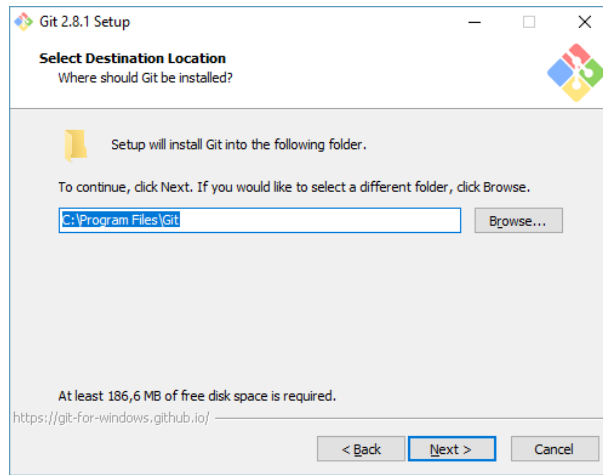 Git 2.8.1 Setup
Select Destination Location
Where should Git be installed?
Setup will install Git into the following folder.
To continue, click Next. If you would like to select a different folder, click Browse.
C:\Program Files\Git
Browse...
At least 186,6 MB of free disk space is required.
https://git-for-windows.github.io/
< Back
Next >
Cancel